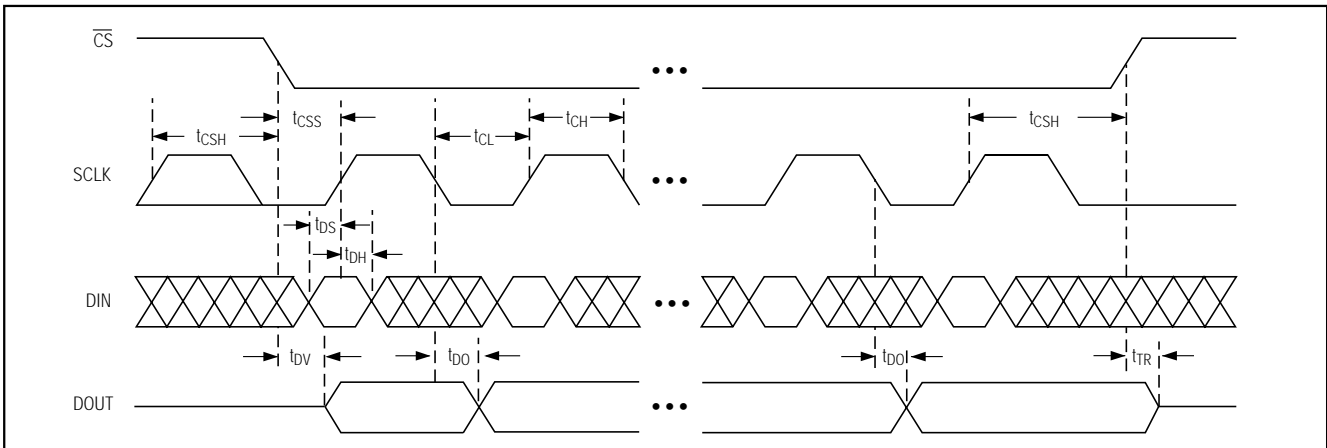 CS
•••
tCSS
tCH
tCSH
tCL
tCSH
SCLK
•••
tDS
tDH
DIN
•••
tDV
tDO
tDO
tTR
DOUT
•••